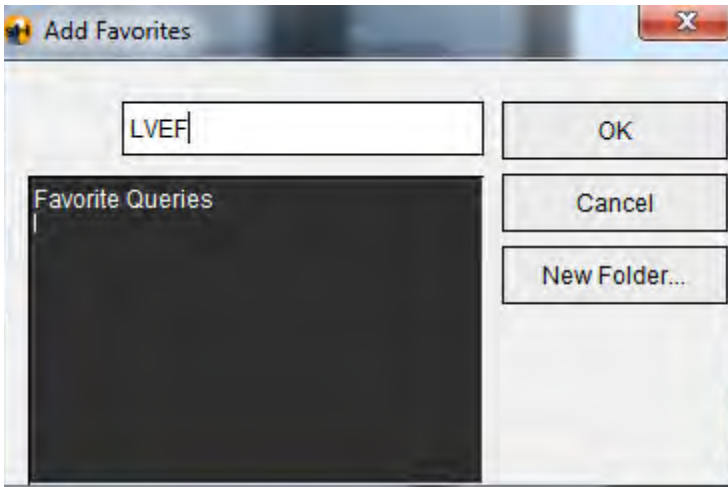 Add Favorites
LVEF
OK
Favorite Queries
Cancel
New Folder...